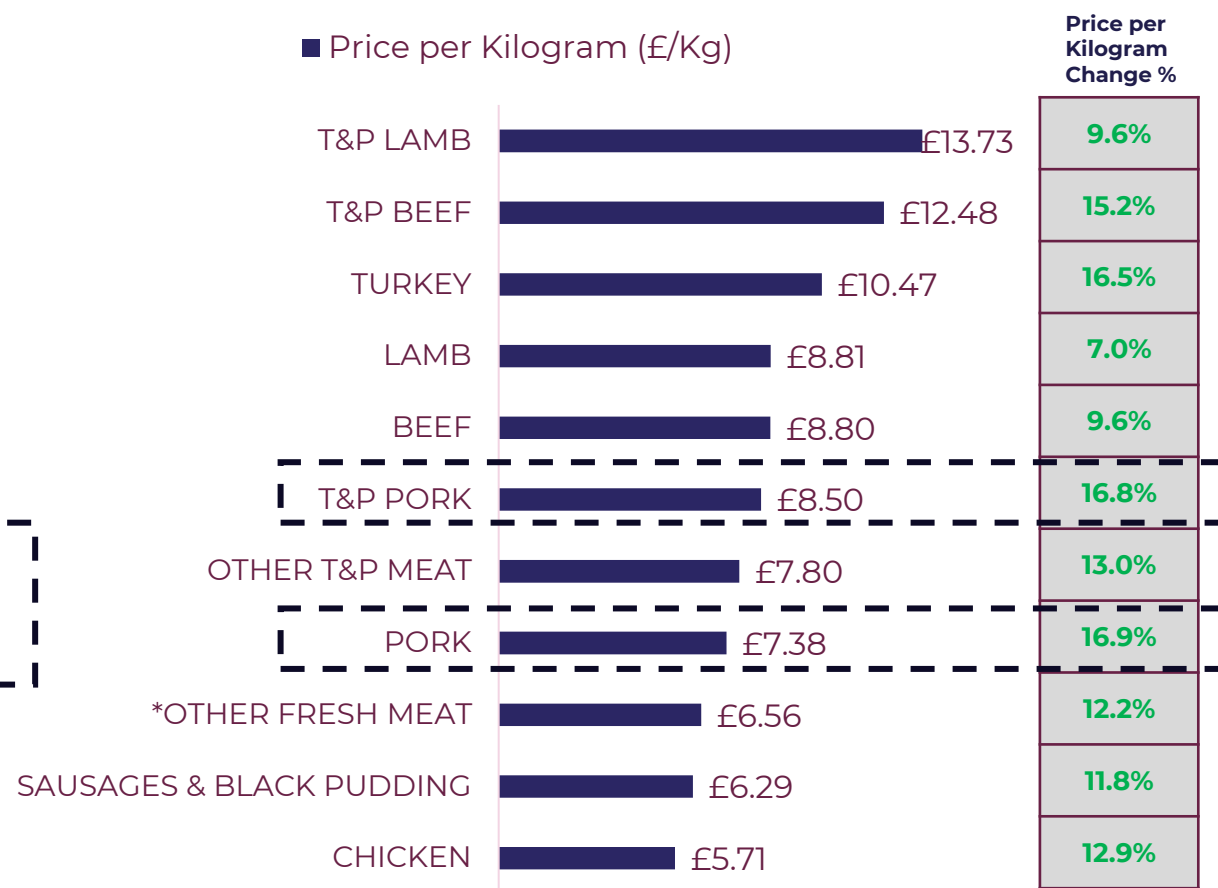 Price per Kilogram (£/Kg)
Price per
Kilogram
Change %
T&P LAMB £13.73 9.6%
T&P BEEF £12.48 15.2%
TURKEY £10.47 16.5%
LAMB £8.81 7.0%
BEEF £8.80 9.6%
T&P PORK £8.50 16.8%
OTHER T&P MEAT £7.80 13.0%
PORK £7.38 16.9%
*OTHER FRESH MEAT £6.56 12.2%
SAUSAGES & BLACK PUDDING £6.29 11.8%
CHICKEN £5.71 12.9%